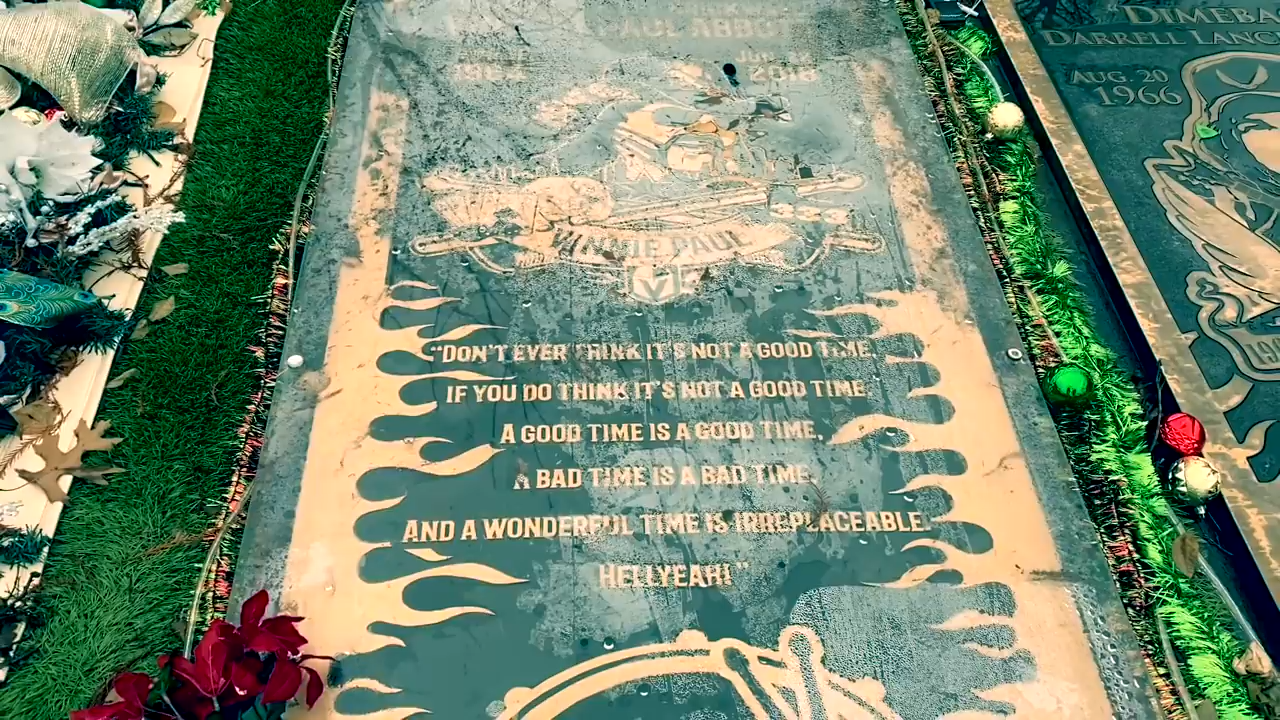 PAUL ABBOTT
1964
2018
VINNIE PAUL
"DON'T EVER THINK IT'S NOT A GOOD TIME.
IF YOU DO THINK IT'S NOT A GOOD TIME.
A GOOD TIME IS A GOOD TIME,
A BAD TIME IS A BAD TIME.
AND A WONDERFUL TIME IS IRREPLACEABLE.
HELLYEAH!"
"DIMEBA
DARRELL LANC
AUG. 20
1966